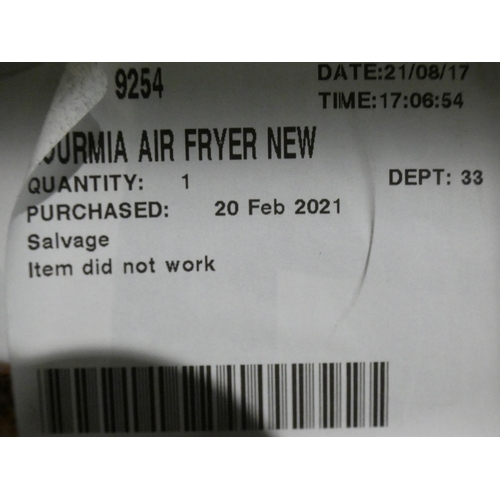 9254 DATE:21/08/17
TIME:17:06:54
OURMIA AIR FRYER NEW
QUANTITY: 1 DEPT: 33
PURCHASED: 20 Feb 2021
Salvage
Item did not work